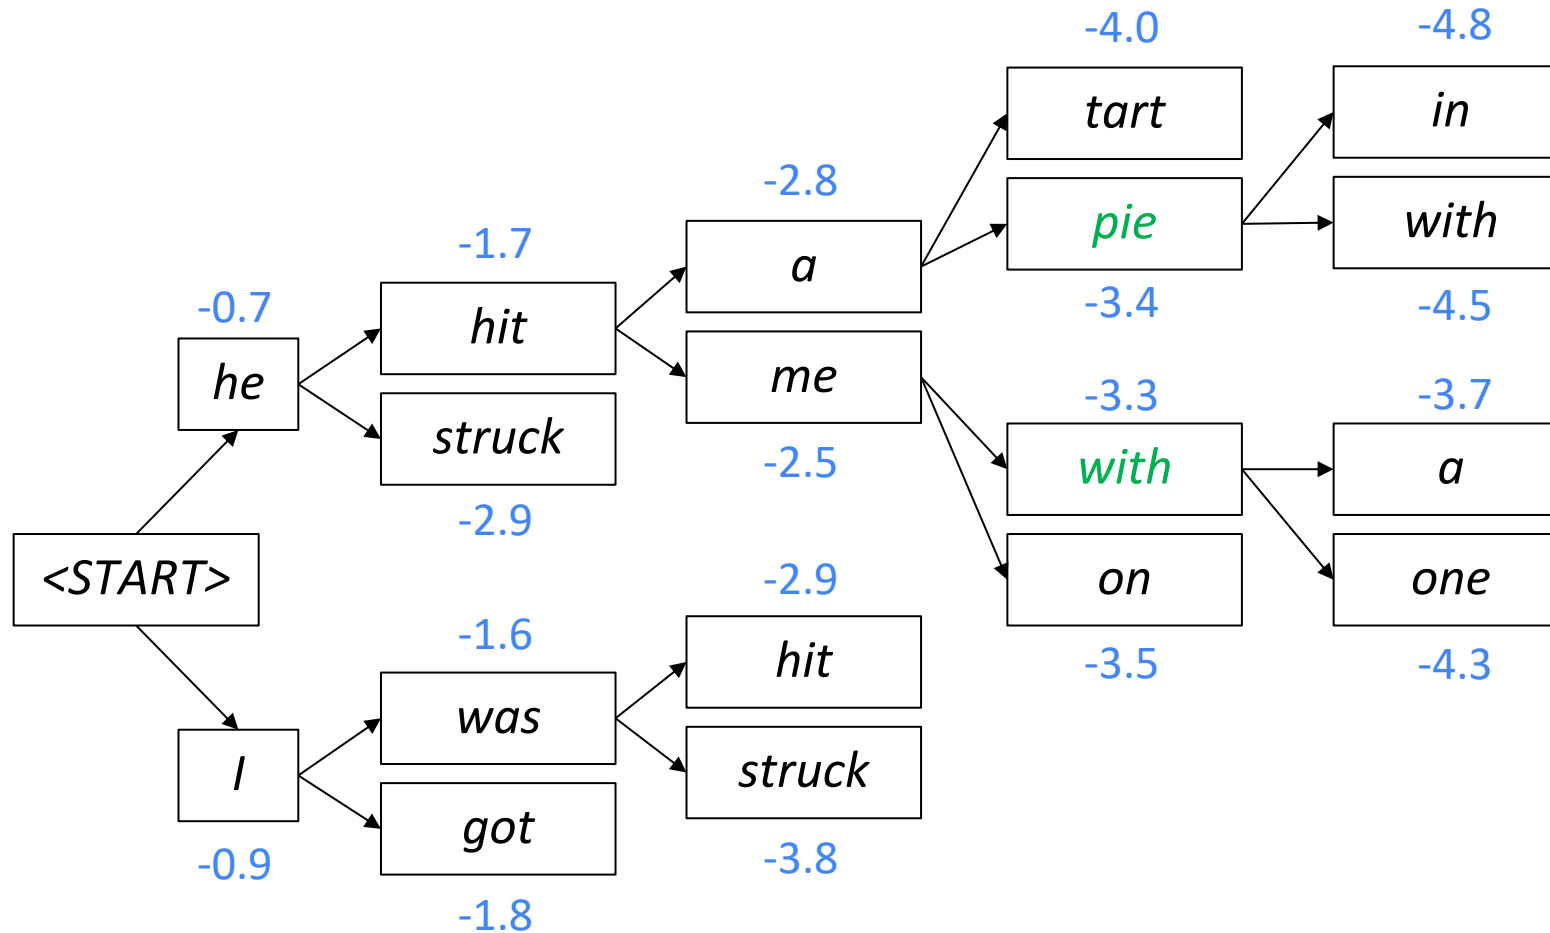 -4.0
-4.8
tart
in
-2.8
pie
with
-1.7
a
-3.4
-4.5
-0.7
hit
me
-3.3
-3.7
he
struck
-2.5
with
a
-2.9
<START>
-2.9
on
one
-1.6
hit
-3.5
-4.3
I
was
struck
-0.9
got
-3.8
-1.8